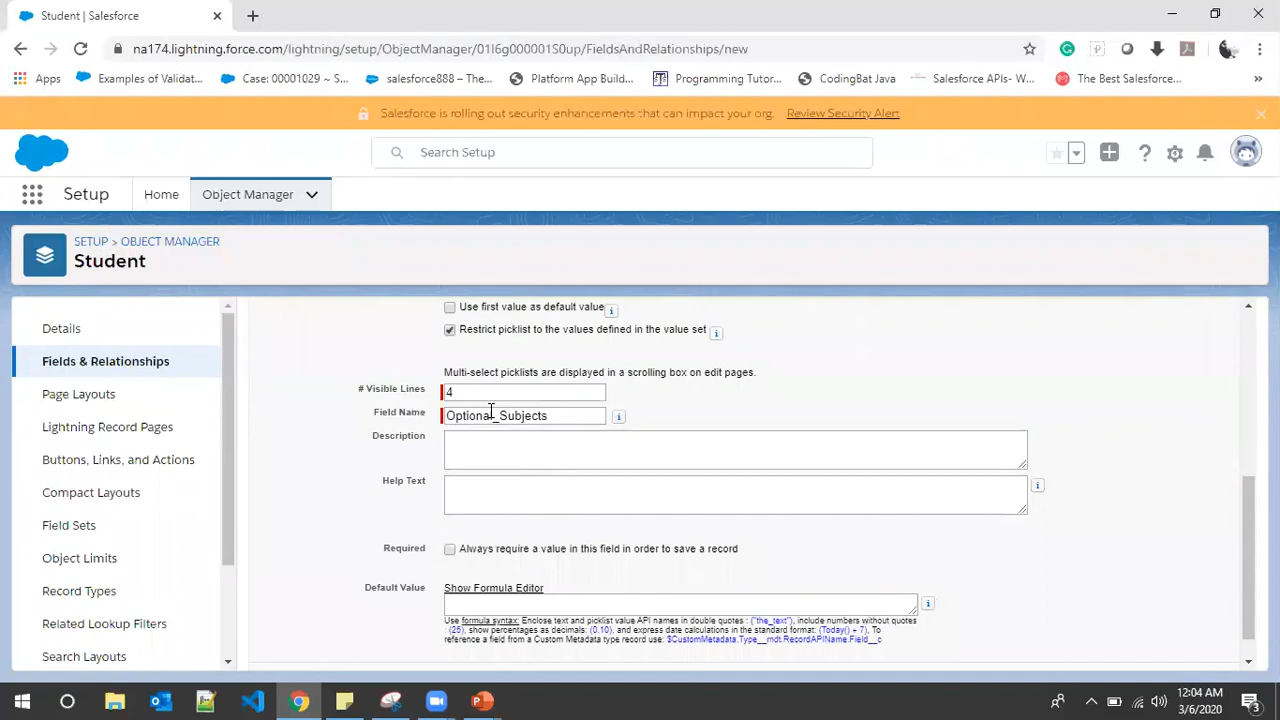 Student | Salesforce
na174.lightning.force.com/lightning/setup/ObjectManager/01I6g000001S0up/FieldsAndRelationships/new
Apps Examples of Validat... Case: 00001029 ~ S... salesforce888 – The... Platform App Build... Programming Tutor... CodingBat Java Salesforce APIs- W... The Best Salesforce... »
Salesforce is rolling out security enhancements that can impact your org. Review Security Alert
Search Setup
Setup Home Object Manager
SETUP > OBJECT MANAGER
Student
Details
Fields & Relationships
Page Layouts
Lightning Record Pages
Buttons, Links, and Actions
Compact Layouts
Field Sets
Object Limits
Record Types
Related Lookup Filters
Search Layouts
Use first value as default value
Restrict picklist to the values defined in the value set
Multi-select picklists are displayed in a scrolling box on edit pages.
# Visible Lines 4
Field Name Optional_Subjects
Description
Help Text
Required Always require a value in this field in order to save a record
Default Value Show Formula Editor
Use formula syntax: Enclose text and picklist value API names in double quotes : ("the_text"), include numbers without quotes
: (25), show percentages as decimals: (0.10), and express date calculations in the standard format: (Today() + 7), To
reference a field from a Custom Metadata type record use: $CustomMetadata.Type__mdt.RecordAPIName.Field__c
12:04 AM
3/6/2020
3